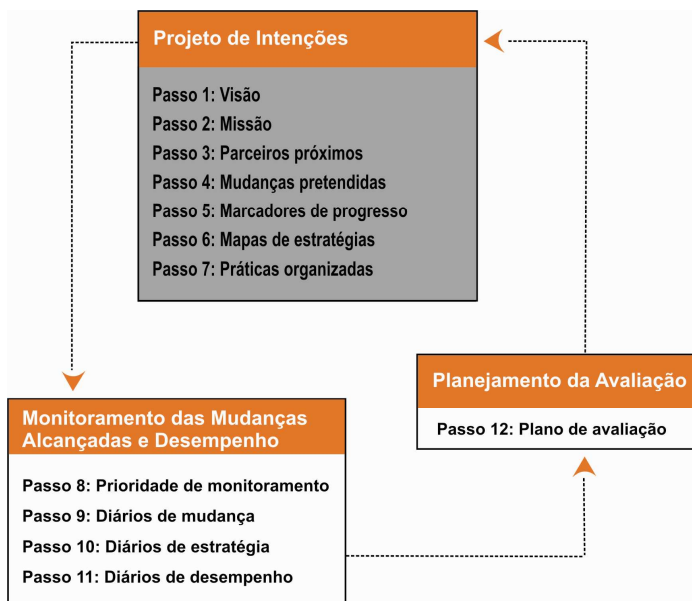 Projeto de Intenções
Passo 1: Visão
Passo 2: Missão
Passo 3: Parceiros próximos
Passo 4: Mudanças pretendidas
Passo 5: Marcadores de progresso
Passo 6: Mapas de estratégias
Passo 7: Práticas organizadas
Monitoramento das Mudanças
Alcançadas e Desempenho
Passo 8: Prioridade de monitoramento
Passo 9: Diários de mudança
Passo 10: Diários de estratégia
Passo 11: Diários de desempenho
Planejamento da Avaliação
Passo 12: Plano de avaliação